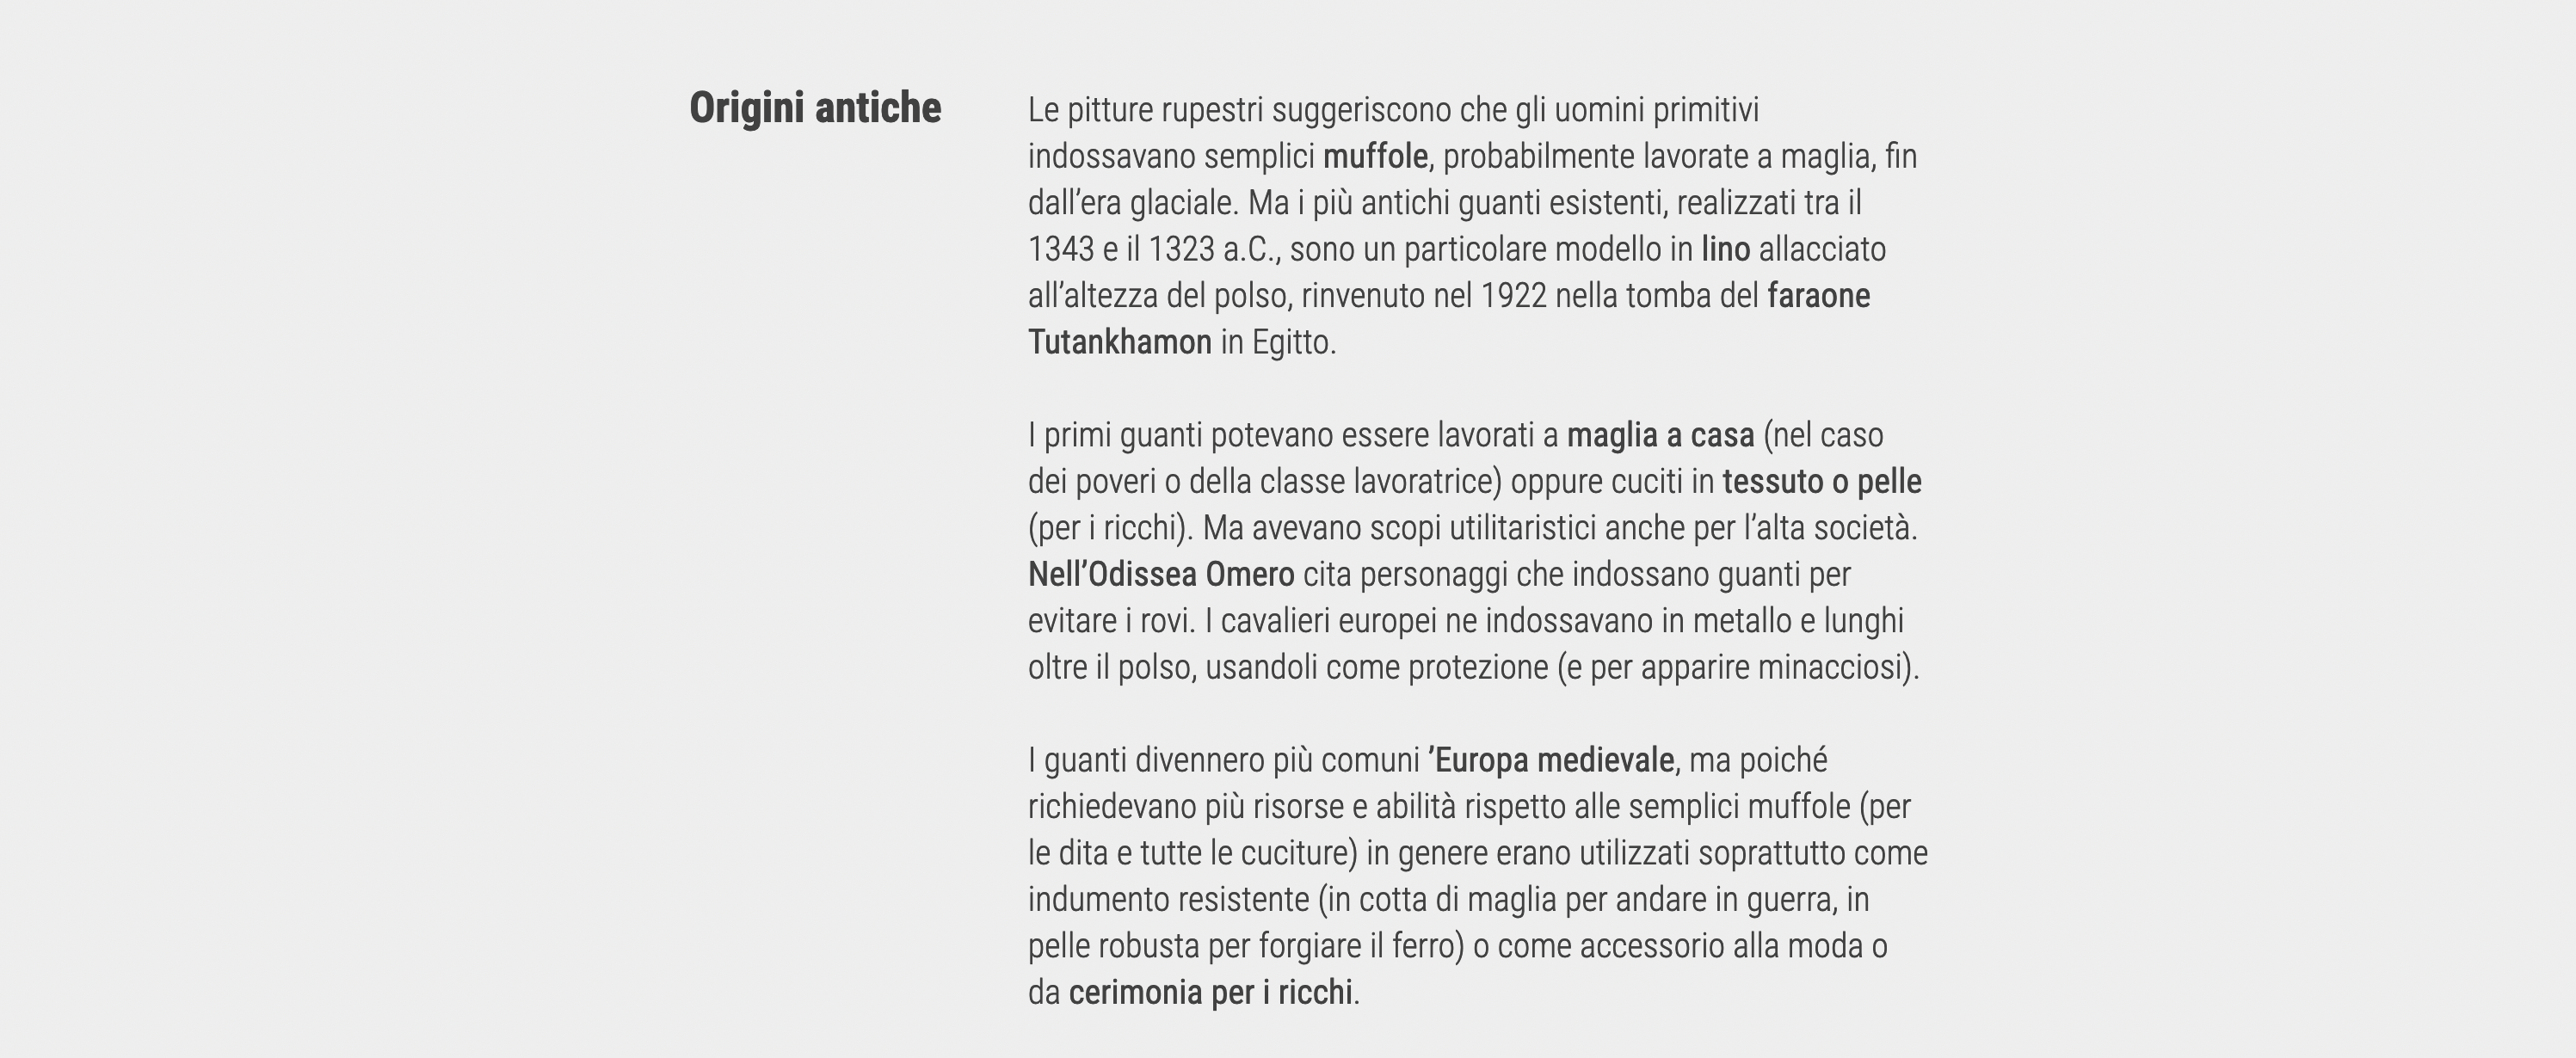 Origini antiche
Le pitture rupestri suggeriscono che gli uomini primitivi
indossavano semplici muffole, probabilmente lavorate a maglia, fin
dall’era glaciale. Ma i più antichi guanti esistenti, realizzati tra il
1343 e il 1323 a.C., sono un particolare modello in lino allacciato
all’altezza del polso, rinvenuto nel 1922 nella tomba del faraone
Tutankhamon in Egitto.
I primi guanti potevano essere lavorati a maglia a casa (nel caso
dei poveri o della classe lavoratrice) oppure cuciti in tessuto o pelle
(per i ricchi). Ma avevano scopi utilitaristici anche per l’alta società.
Nell’Odissea Omero cita personaggi che indossano guanti per
evitare i rovi. I cavalieri europei ne indossavano in metallo e lunghi
oltre il polso, usandoli come protezione (e per apparire minacciosi).
I guanti divennero più comuni ’Europa medievale, ma poiché
richiedevano più risorse e abilità rispetto alle semplici muffole (per
le dita e tutte le cuciture) in genere erano utilizzati soprattutto come
indumento resistente (in cotta di maglia per andare in guerra, in
pelle robusta per forgiare il ferro) o come accessorio alla moda o
da cerimonia per i ricchi.